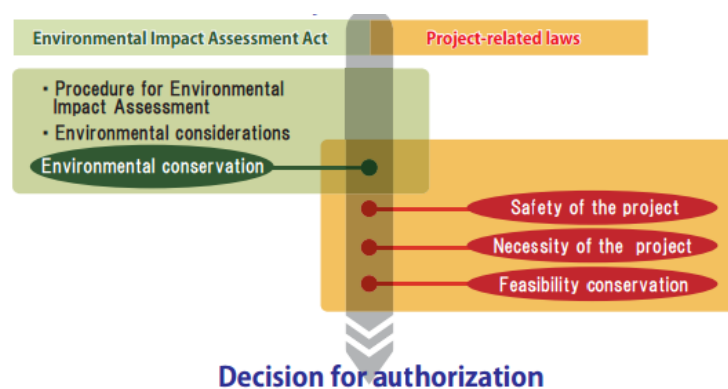 Environmental Impact Assessment Act
Project-related laws
・Procedure for Environmental
Impact Assessment
・Environmental considerations
Environmental conservation
Safety of the project
Necessity of the project
Feasibility conservation
Decision for authorization